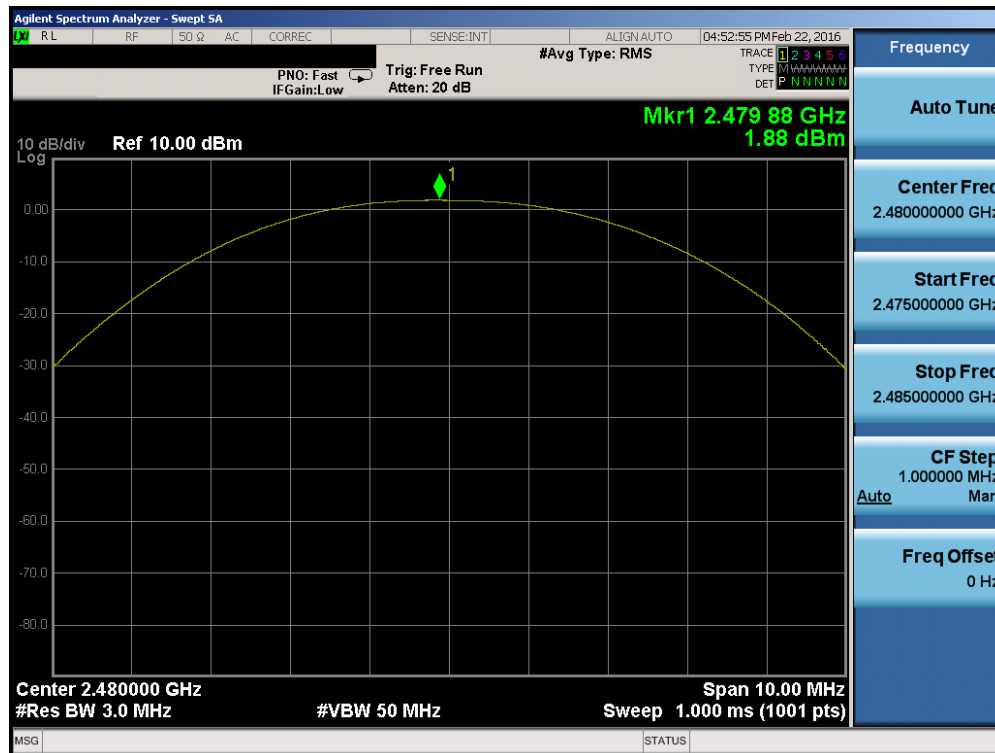 Agilent Spectrum Analyzer - Swept SA
LXI RL RF 50 Ω AC CORREC SENSE:INT ALIGN AUTO 04:52:55 PM Feb 22, 2016
#Avg Type: RMS
TRACE 1 2 3 4 5 6
PNO: Fast Trig: Free Run
TYPE M
IFGain:Low Atten: 20 dB
DET P N N N N N
Mkr1 2.479 88 GHz
1.88 dBm
10 dB/div Ref 10.00 dBm
Log
1
0.00
-10.0
-20.0
-30.0
-40.0
-50.0
-60.0
-70.0
-80.0
Center 2.480000 GHz Span 10.00 MHz
#Res BW 3.0 MHz #VBW 50 MHz Sweep 1.000 ms (1001 pts)
MSG STATUS
Frequency
Auto Tune
Center Freq
2.480000000 GHz
Start Freq
2.475000000 GHz
Stop Freq
2.485000000 GHz
CF Step
1.000000 MHz
Auto Man
Freq Offset
0 Hz